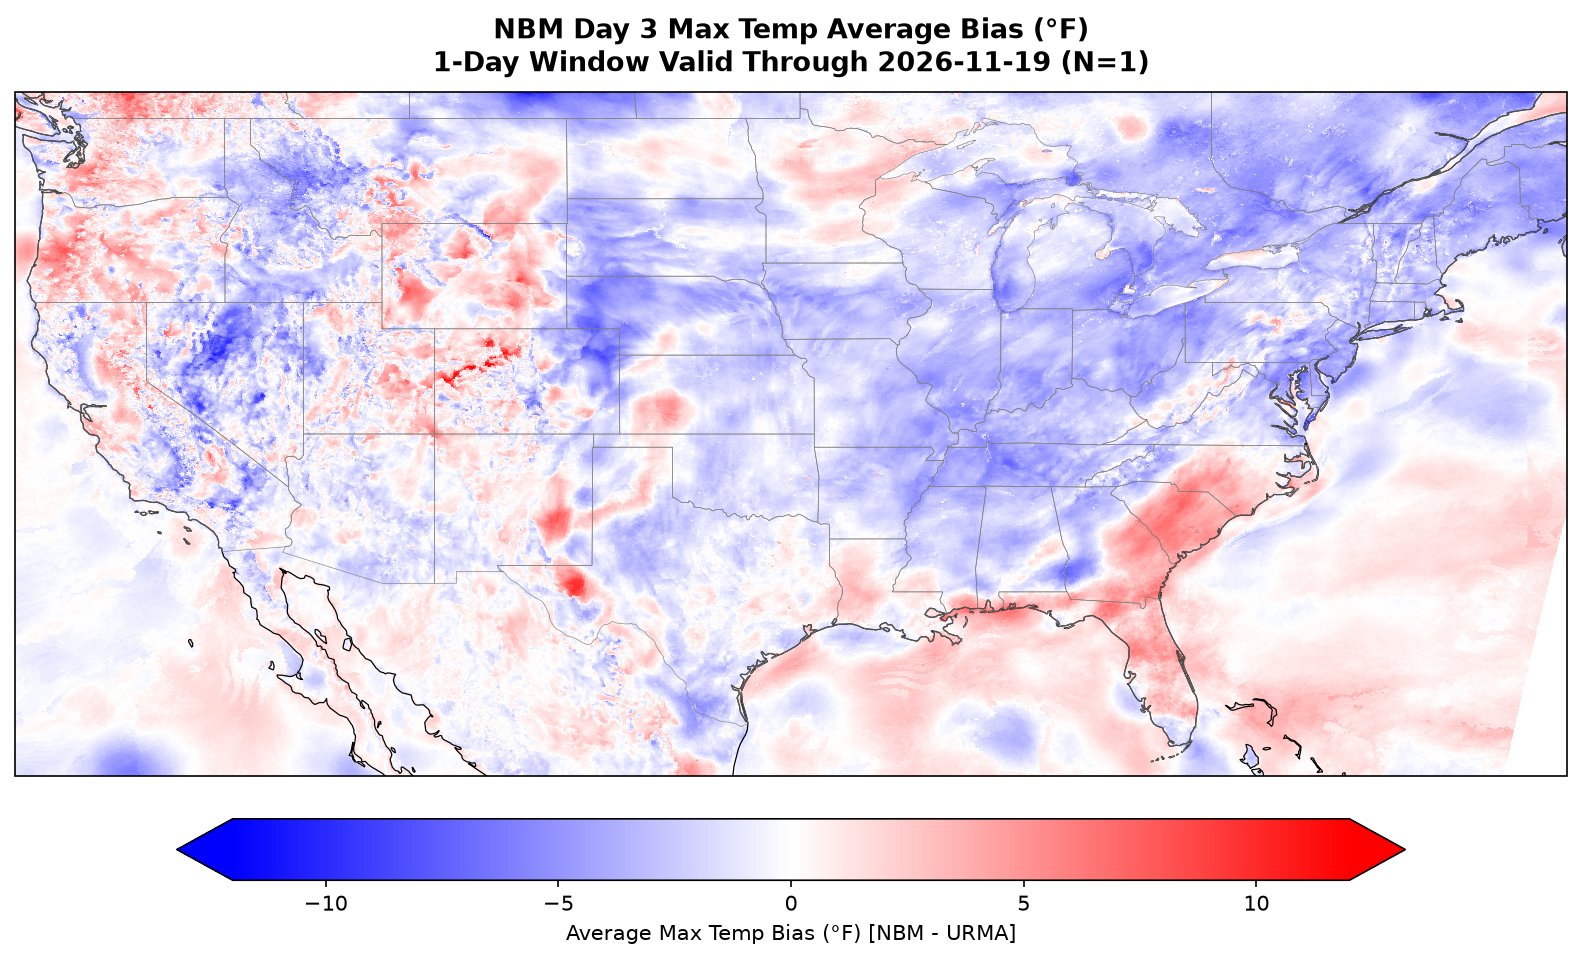 NBM Day 3 Max Temp Average Bias (°F)
1-Day Window Valid Through 2026-11-19 (N=1)
−10 −5 0 5 10
Average Max Temp Bias (°F) [NBM - URMA]